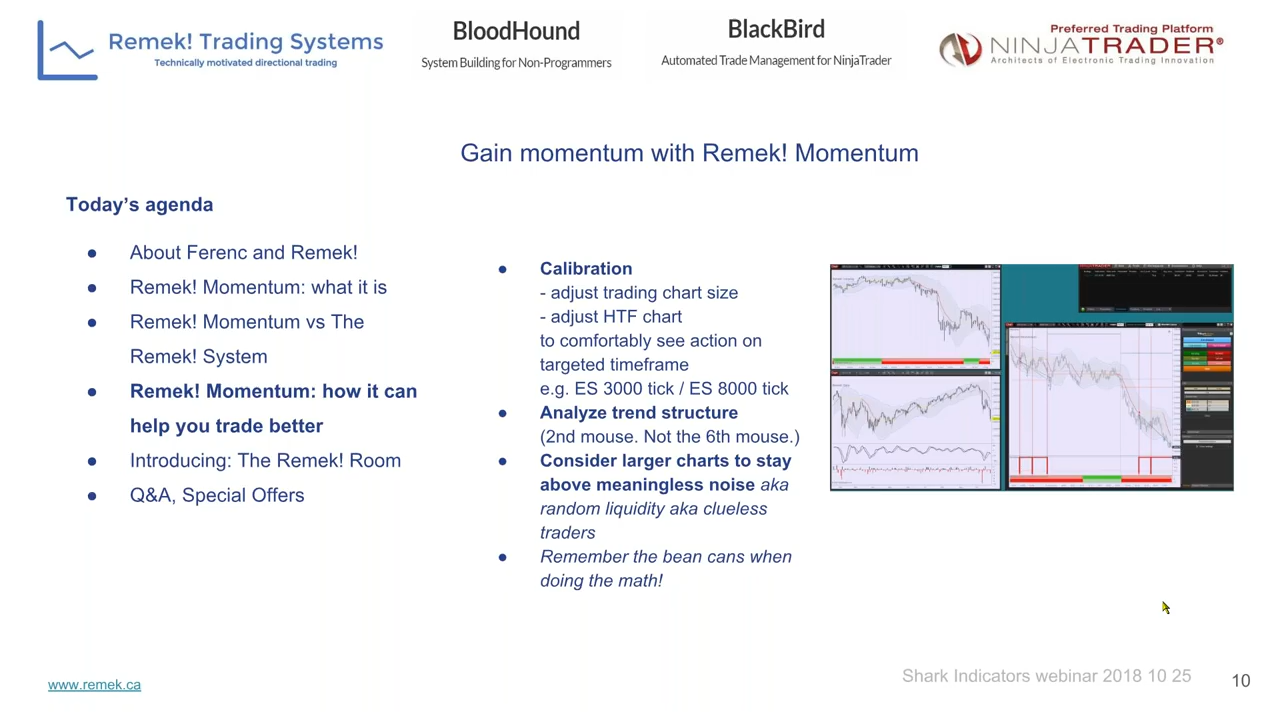 Remek! Trading Systems
Technically motivated directional trading
BloodHound
System Building for Non-Programmers
BlackBird
Automated Trade Management for NinjaTrader
Preferred Trading Platform
NINJATRADER®
Architects of Electronic Trading Innovation
Gain momentum with Remek! Momentum
Today’s agenda
● About Ferenc and Remek!
● Remek! Momentum: what it is
● Remek! Momentum vs The
Remek! System
● Remek! Momentum: how it can
help you trade better
● Introducing: The Remek! Room
● Q&A, Special Offers
● Calibration
- adjust trading chart size
- adjust HTF chart
to comfortably see action on
targeted timeframe
e.g. ES 3000 tick / ES 8000 tick
● Analyze trend structure
(2nd mouse. Not the 6th mouse.)
● Consider larger charts to stay
above meaningless noise aka
random liquidity aka clueless
traders
● Remember the bean cans when
doing the math!
www.remek.ca
Shark Indicators webinar 2018 10 25
10